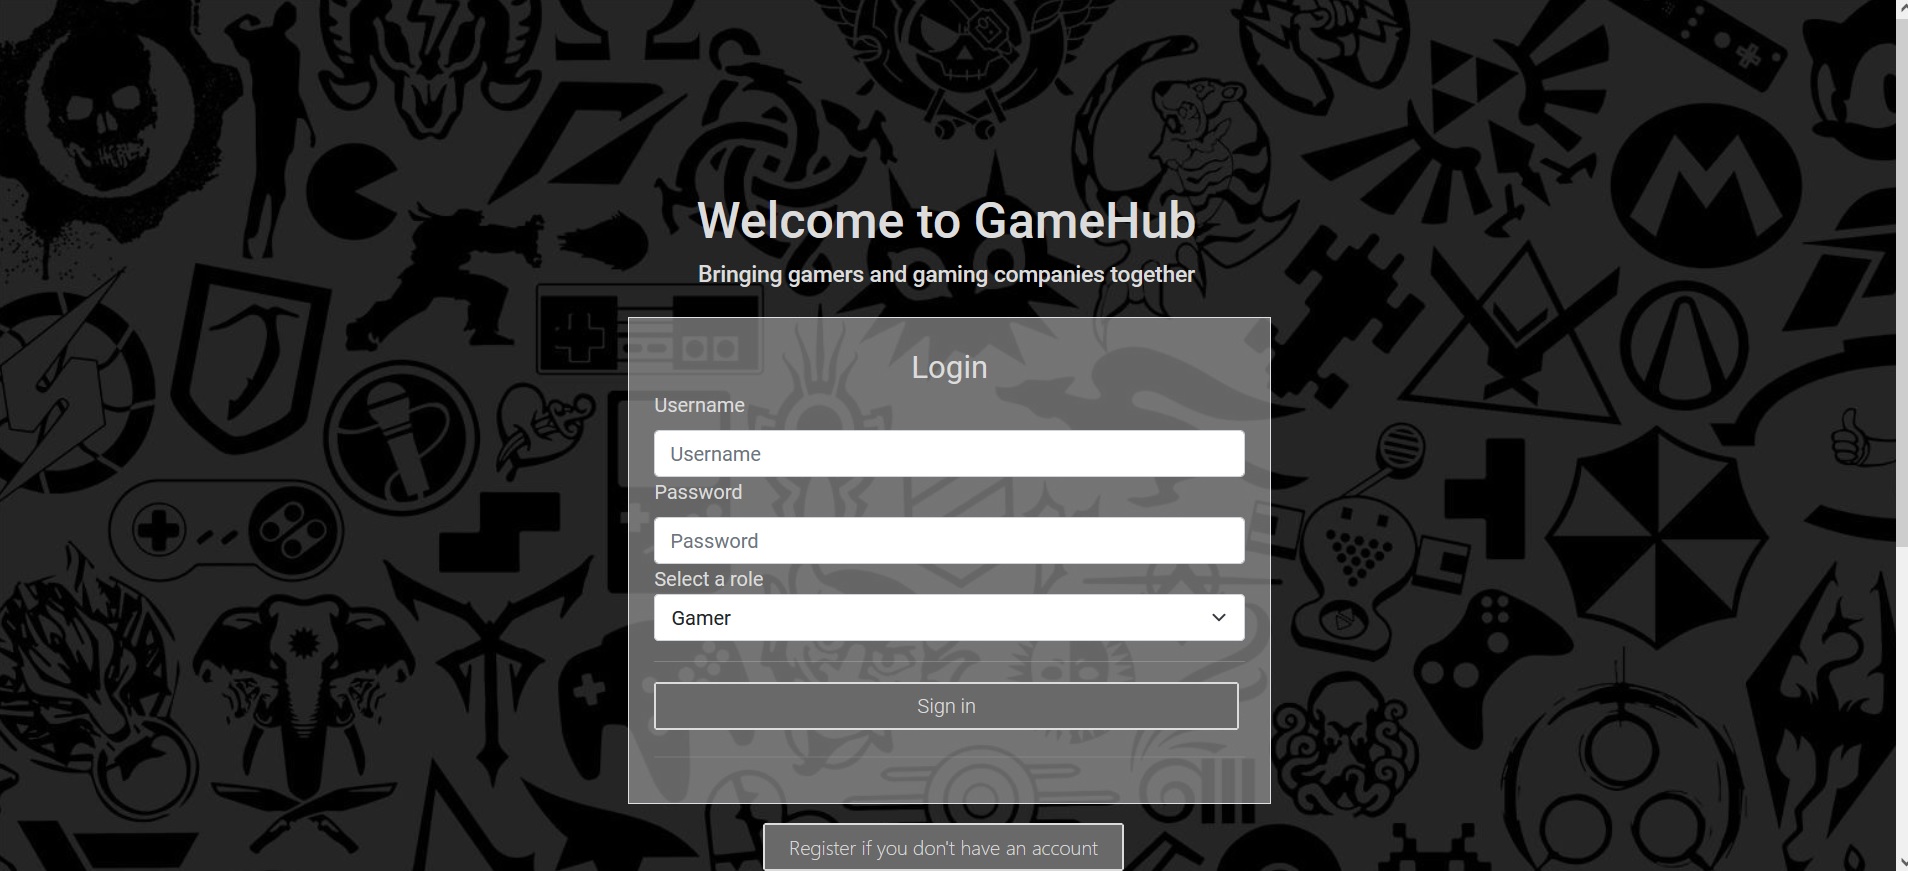 Welcome to GameHub
Bringing gamers and gaming companies together
Login
Username
Username
Password
Password
Select a role
Gamer
Sign in
Register if you don't have an account